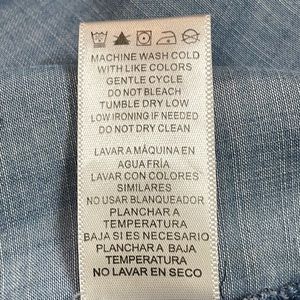 MACHINE WASH COLD
WITH LIKE COLORS
GENTLE CYCLE
DO NOT BLEACH
TUMBLE DRY LOW
LOW IRONING IF NEEDED
DO NOT DRY CLEAN
LAVAR A MÁQUINA EN
AGUA FRÍA
LAVAR CON COLORES
SIMILARES
NO USAR BLANQUEADOR
PLANCHAR A
TEMPERATURA
BAJA SI ES NECESARIO
PLANCHAR A BAJA
TEMPERATURA
NO LAVAR EN SECO